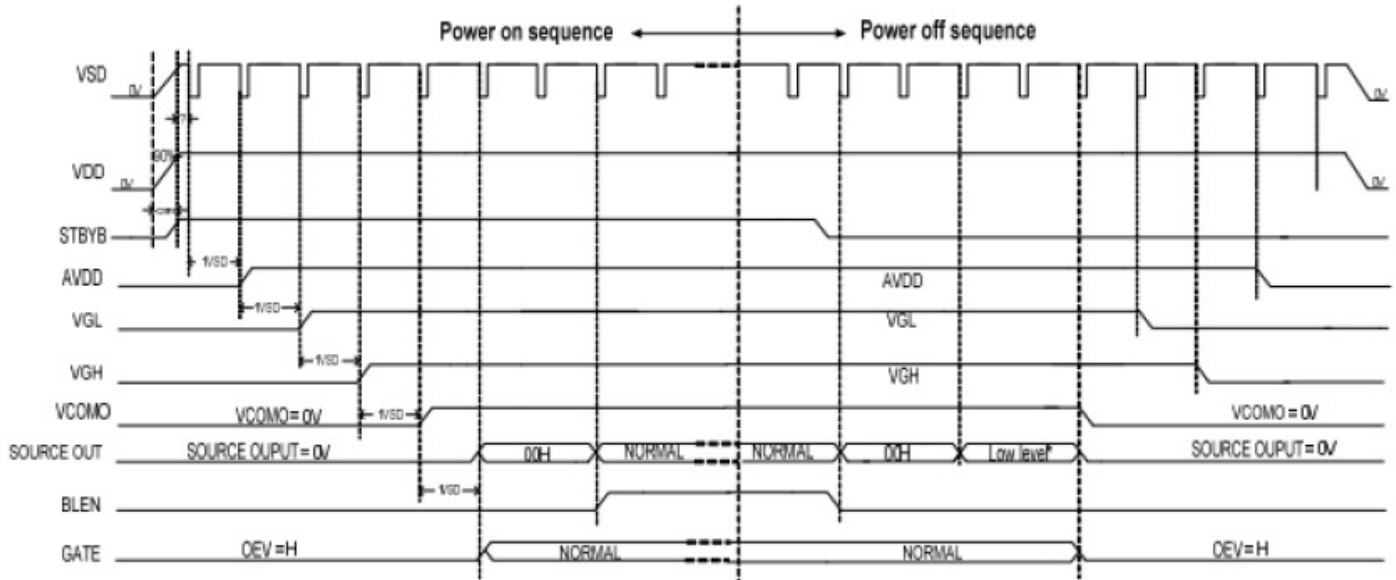 Power on sequence
Power off sequence
VSD
0V
0V
VDD
90%
0V
0V
STBYB
1VSD
AVDD
AVDD
1VSD
VGL
VGL
1VSD
VGH
VGH
VCOMO
VCOMO = 0V
1VSD
VCOMO = 0V
SOURCE OUT
SOURCE OUPUT = 0V
00H
NORMAL
NORMAL
00H
Low level*
SOURCE OUPUT = 0V
1VSD
BLEN
GATE
OEV = H
NORMAL
NORMAL
OEV = H